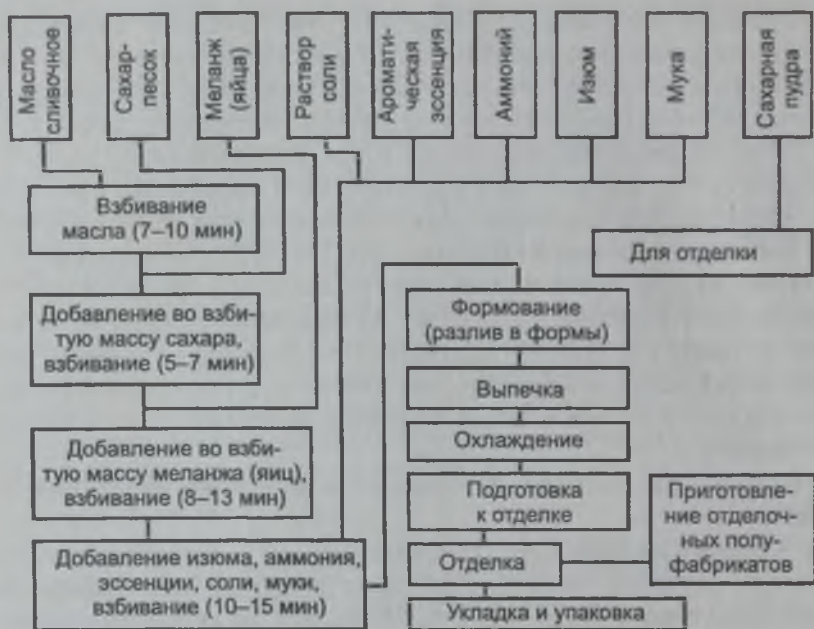 Масло
сливочное
Сахар-
песок
Меланж
(яйца)
Раствор
соли
Аромати-
ческая
эссенция
Аммоний
Изюм
Мука
Сахарная
пудра
Взбивание
масла (7–10 мин)
Для отделки
Добавление во взби-
тую массу сахара,
взбивание (5–7 мин)
Добавление во взби-
тую массу меланжа (яиц),
взбивание (8–13 мин)
Добавление изюма, аммония,
эссенции, соли, муки,
взбивание (10–15 мин)
Формование
(разлив в формы)
Выпечка
Охлаждение
Подготовка
к отделке
Приготовле-
ние отделоч-
ных полу-
фабрикатов
Отделка
Укладка и упаковка